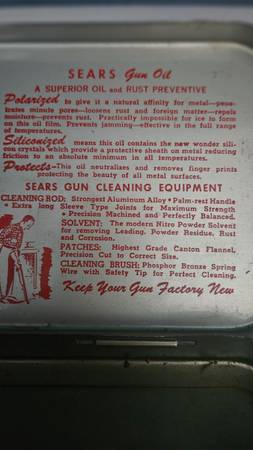 SEARS Gun Oil
A SUPERIOR OIL and RUST PREVENTIVE
Polarized to give it a natural affinity for metal—pene-
trates minute pores—loosens rust and foreign matter—repels
moisture—prevents rust. Practically impossible for ice to form
on this oil film. Prevents jamming—effective in the full range
of temperatures.
Siliconized means this oil contains the new wonder sili-
con crystals which provide a protective sheath on metal reducing
friction to an absolute minimum in all temperatures.
Protects—This oil neutralizes and removes finger prints
protecting the beauty of all metal surfaces.
SEARS GUN CLEANING EQUIPMENT
CLEANING ROD: Strongest Aluminum Alloy • Palm-rest Handle
• Extra long Sleeve Type Joints for Maximum Strength
• Precision Machined and Perfectly Balanced.
SOLVENT: The modern Nitro Powder Solvent
for removing Leading, Powder Residue, Rust
and Corrosion.
PATCHES: Highest Grade Canton Flannel,
Precision Cut to Correct Size.
CLEANING BRUSH: Phosphor Bronze Spring
Wire with Safety Tip for Perfect Cleaning.
Keep Your Gun Factory New